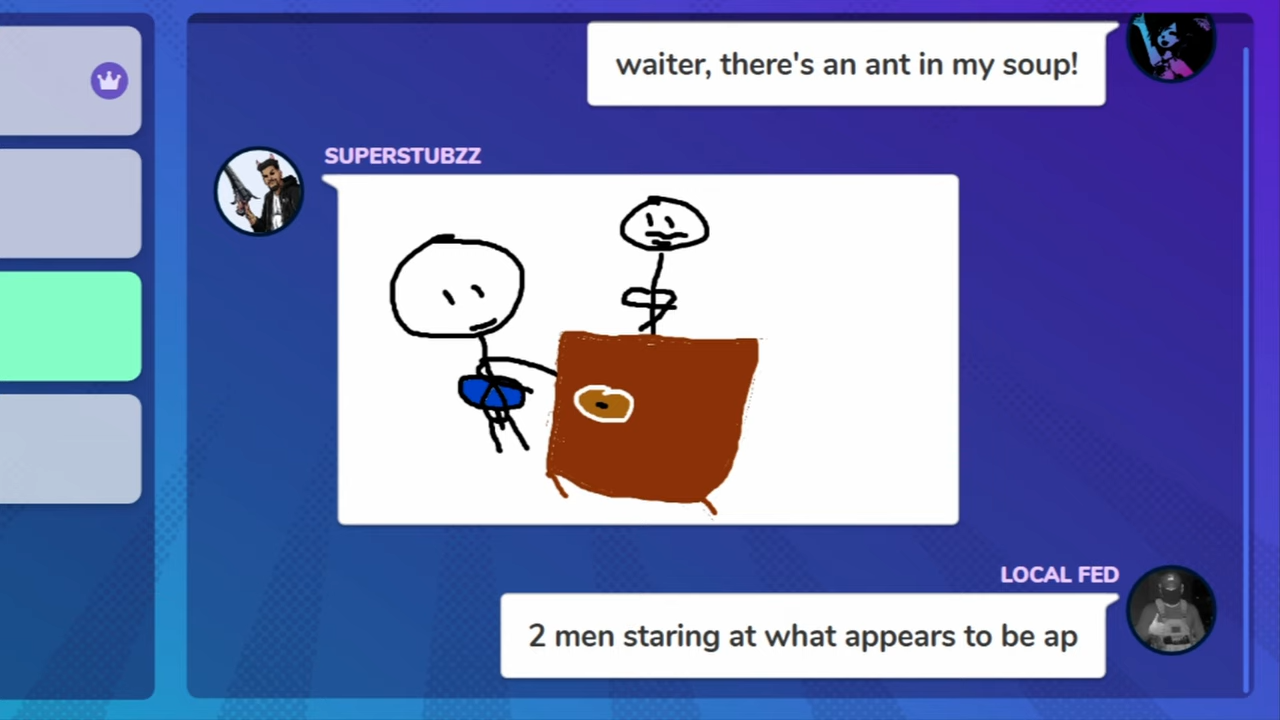 waiter, there's an ant in my soup!
SUPERSTUBZZ
LOCAL FED
2 men staring at what appears to be ap